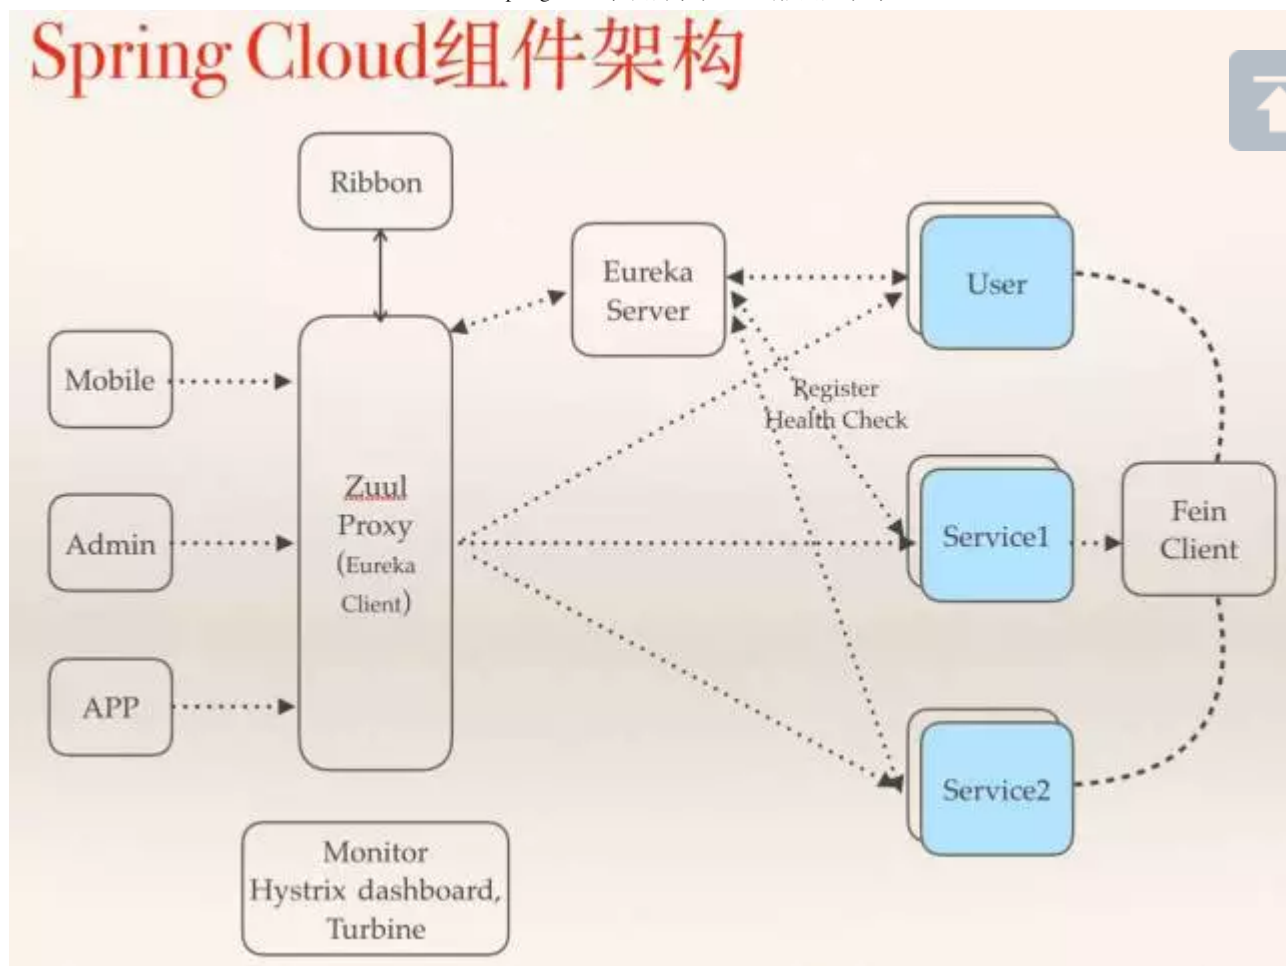 Spring Cloud组件架构
Ribbon
Eureka
Server
User
Mobile
Register
Health Check
Zuul
Proxy
(Eureka
Client)
Admin
Service1
Fein
Client
APP
Service2
Monitor
Hystrix dashboard,
Turbine